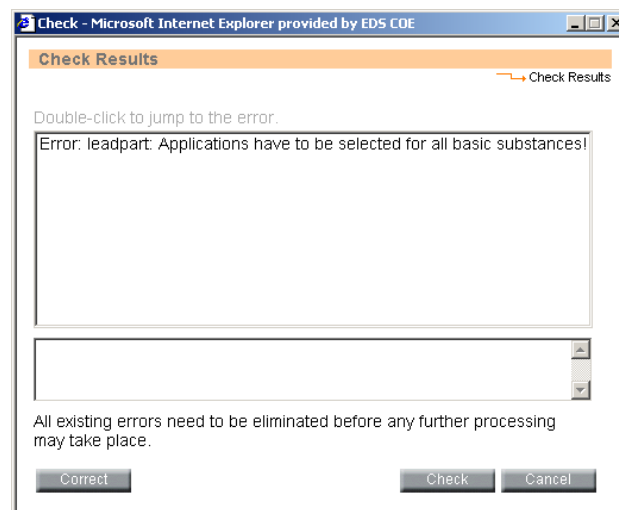 Check - Microsoft Internet Explorer provided by EDS COE
Check Results
Check Results
Double-click to jump to the error.
Error: leadpart: Applications have to be selected for all basic substances!
All existing errors need to be eliminated before any further processing
may take place.
Correct Check Cancel